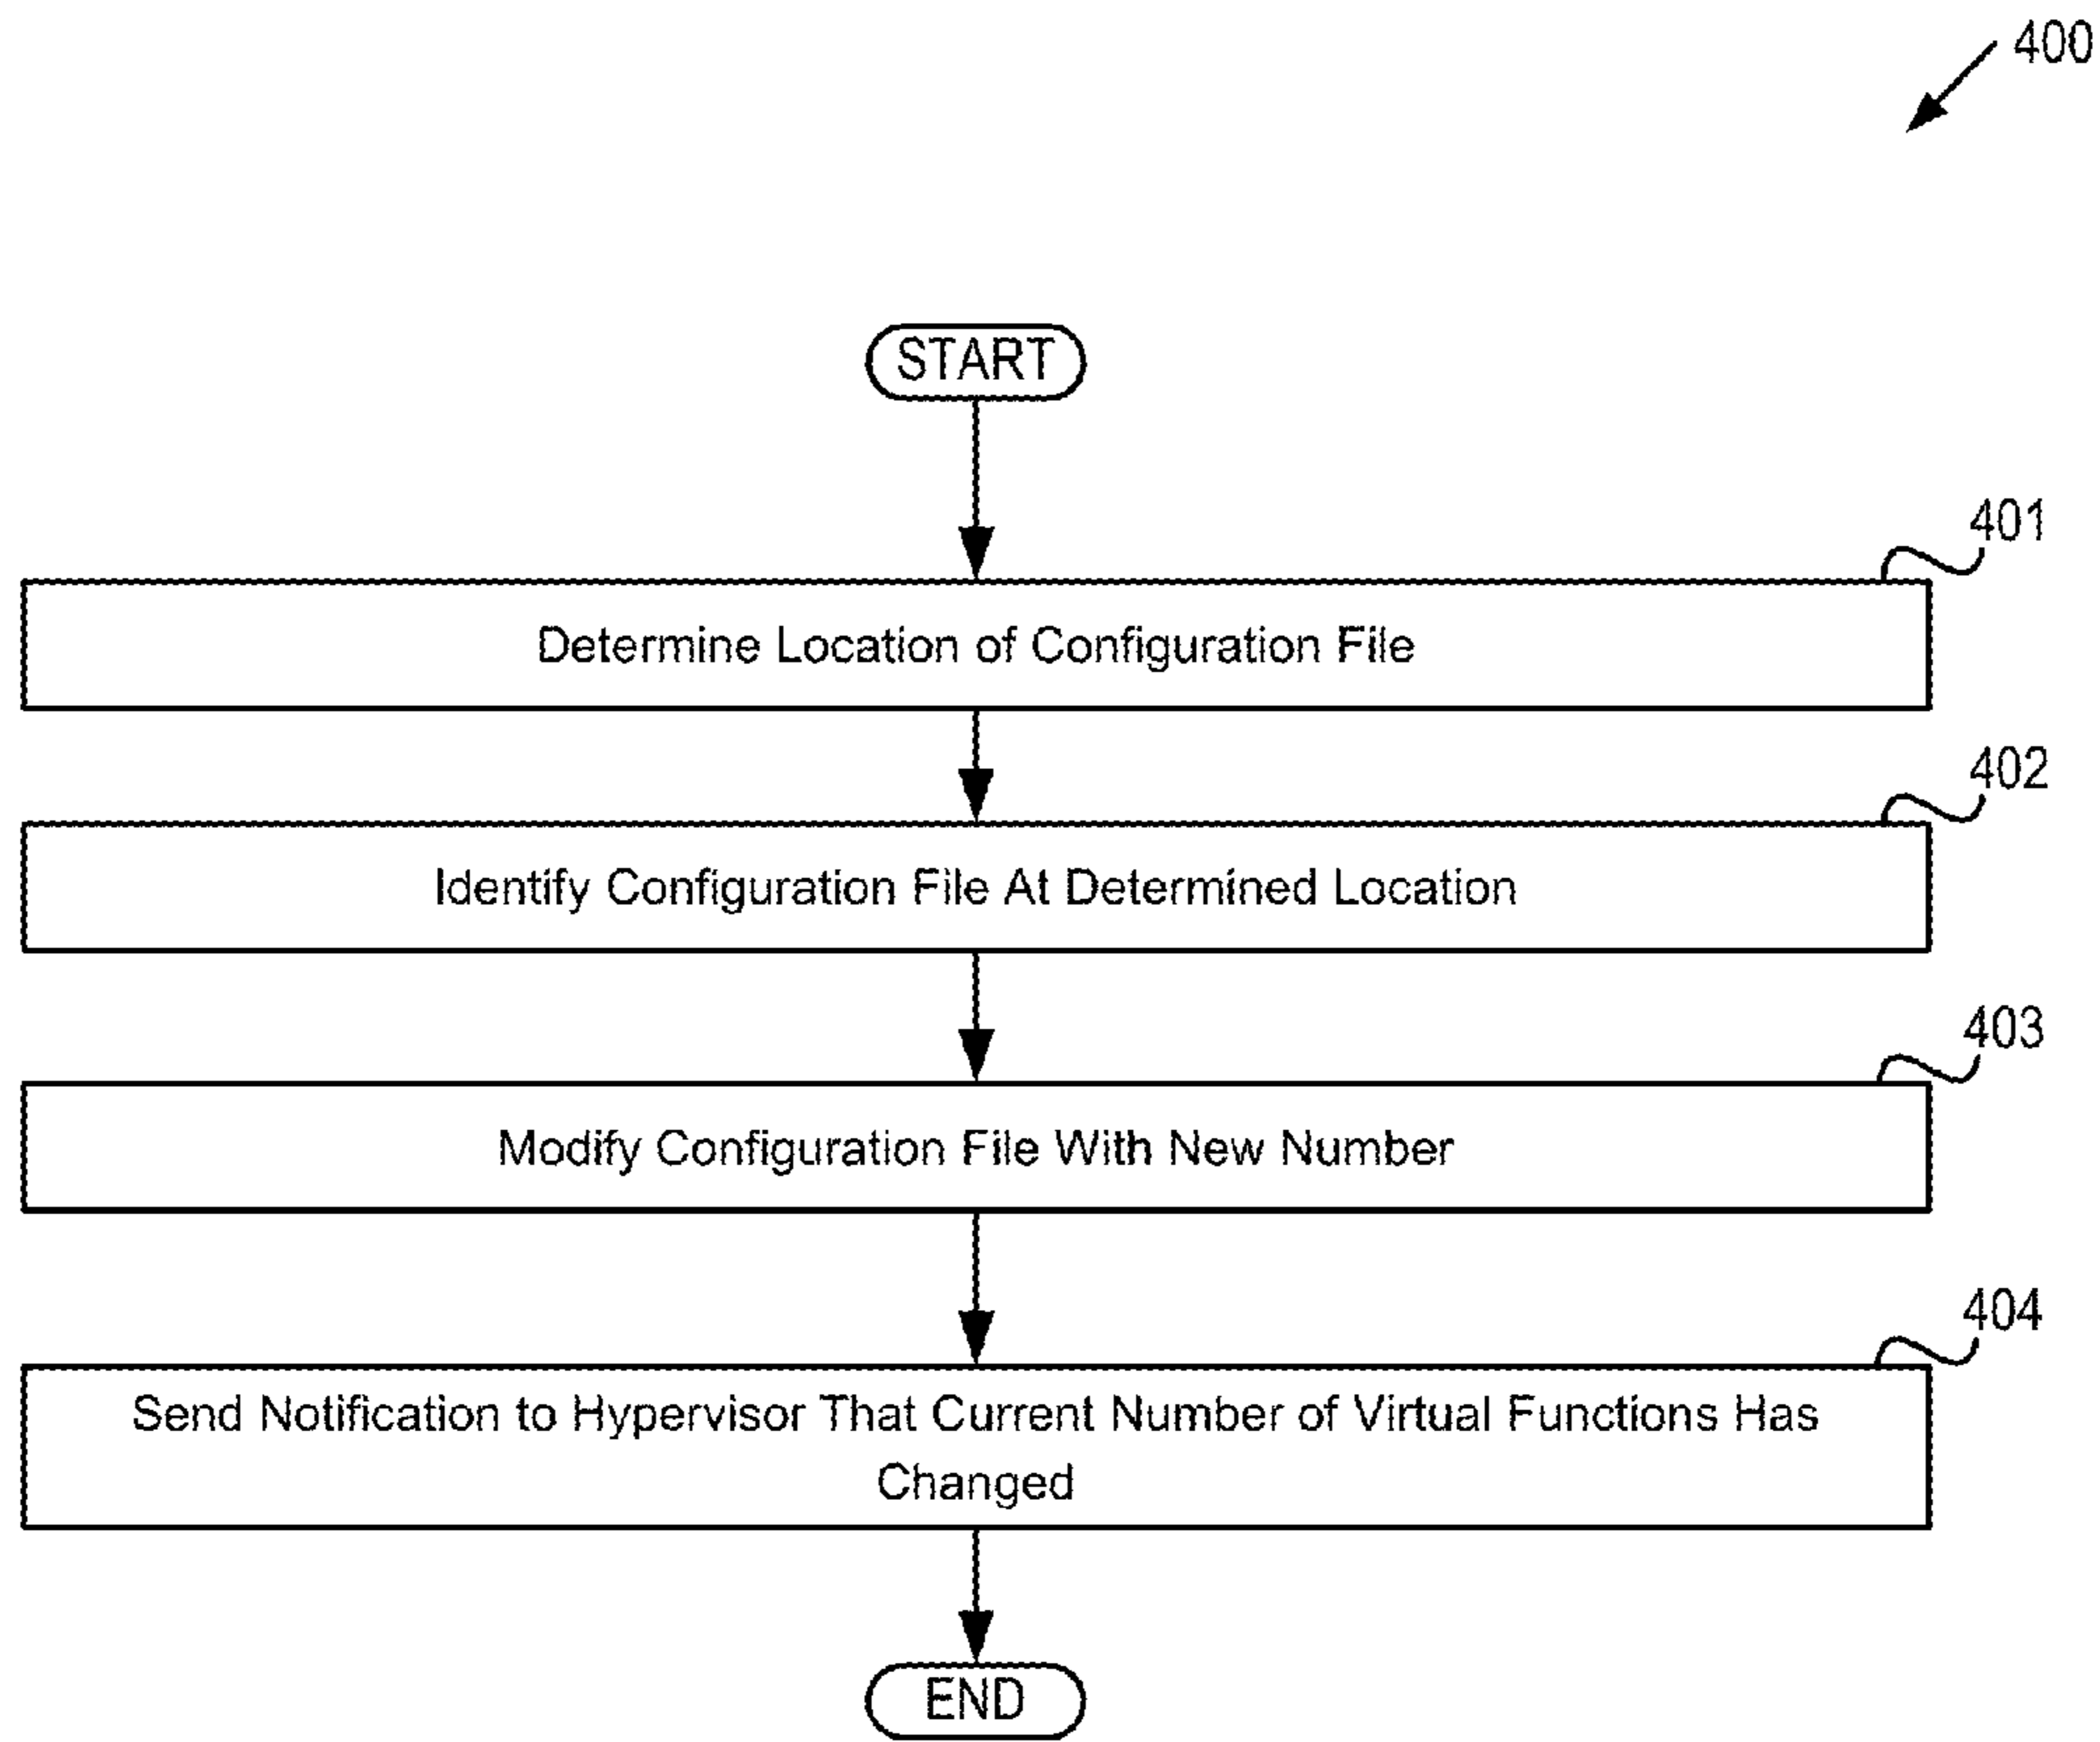 400
START
401
Determine Location of Configuration File
402
Identify Configuration File At Determined Location
403
Modify Configuration File With New Number
404
Send Notification to Hypervisor That Current Number of Virtual Functions Has
Changed
END